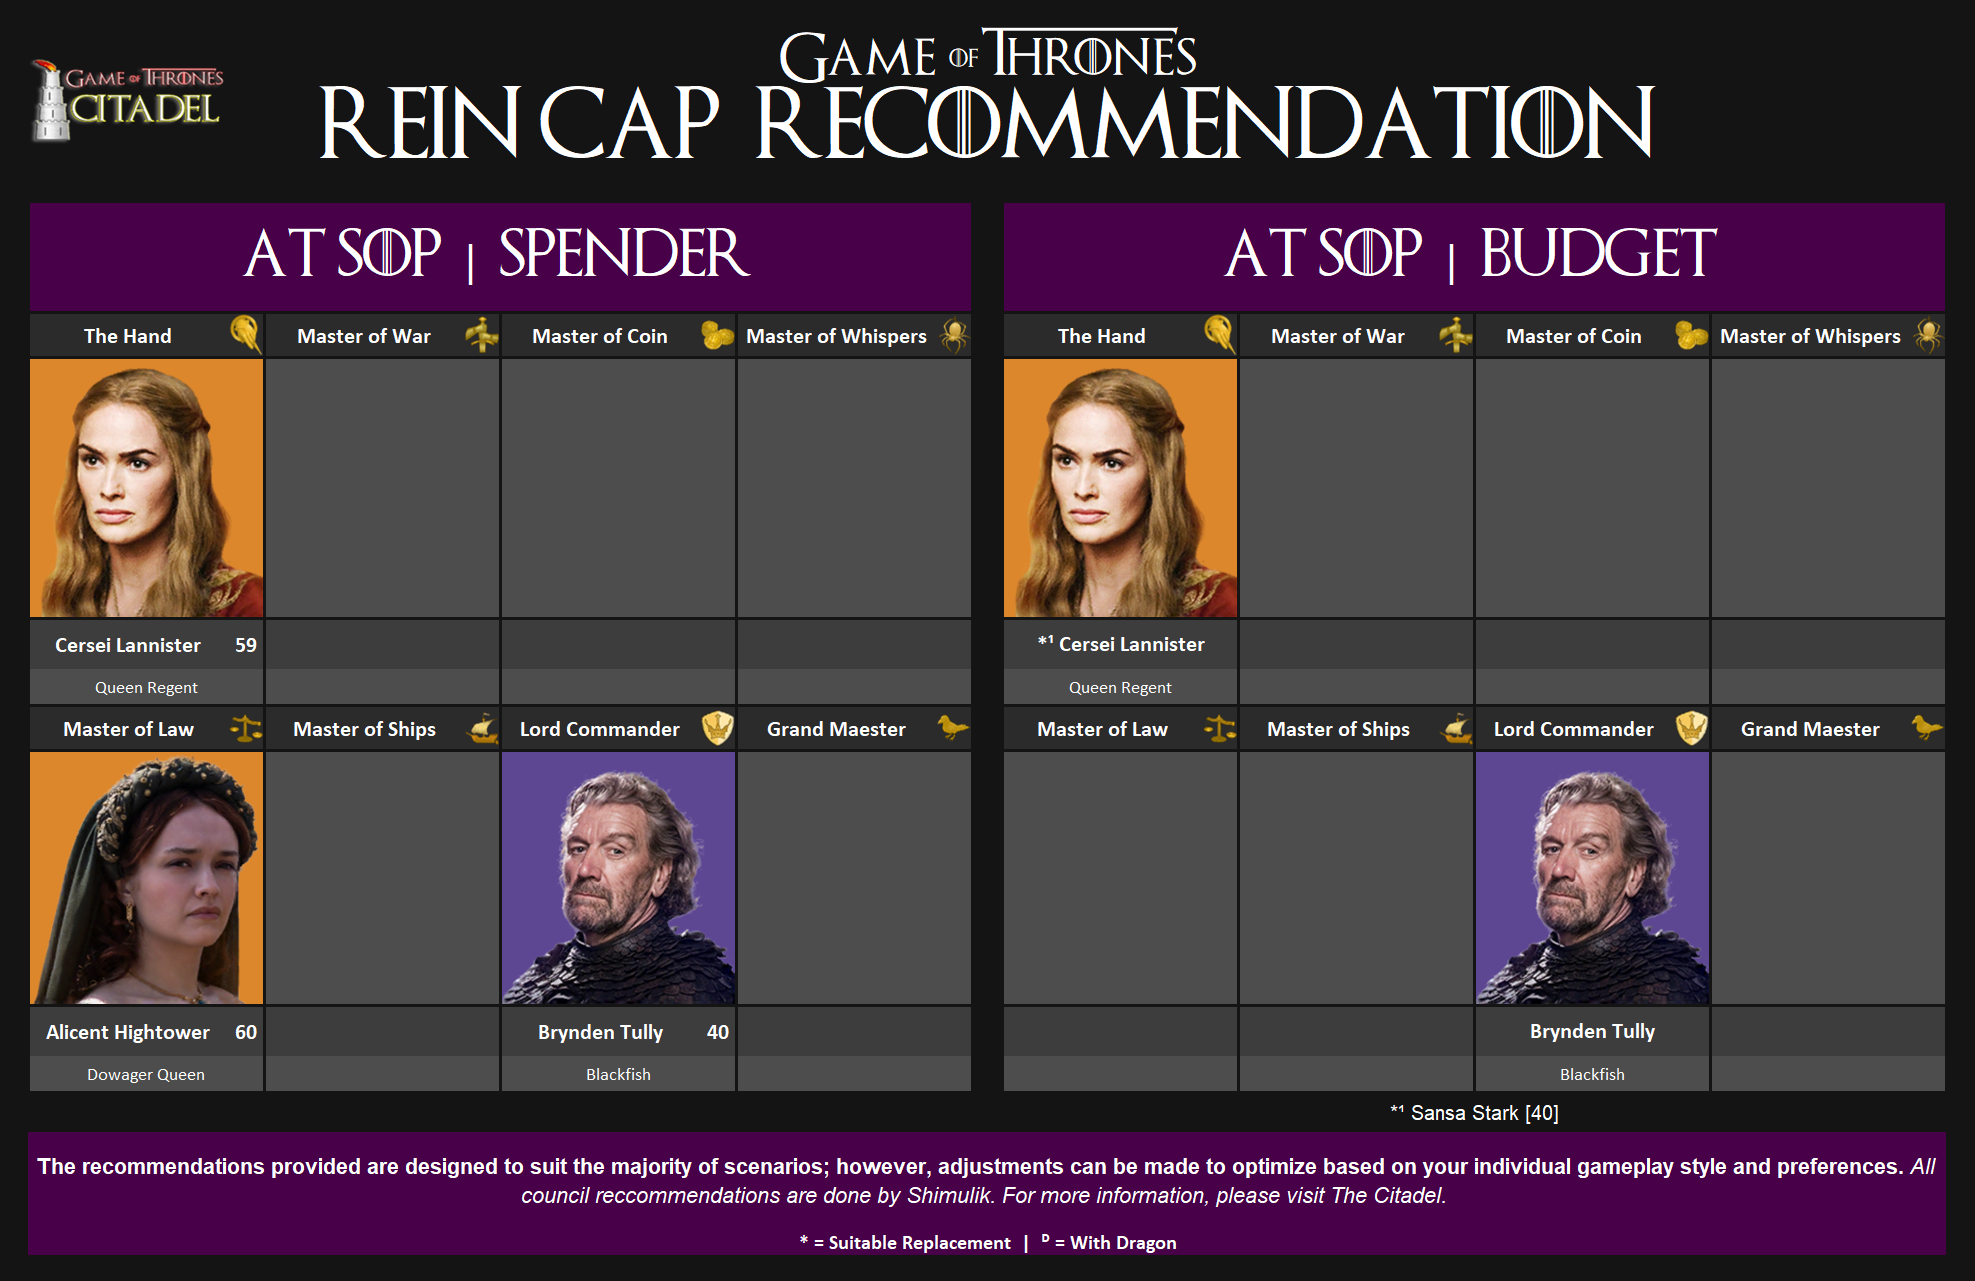 GAME OF THRONES
CITADEL
GAME OF THRONES
REIN CAP RECOMMENDATION
AT SOP | SPENDER
The Hand
Master of War
Master of Coin
Master of Whispers
Cersei Lannister 59
Queen Regent
Master of Law
Master of Ships
Lord Commander
Grand Maester
Alicent Hightower 60
Dowager Queen
Brynden Tully 40
Blackfish
AT SOP | BUDGET
The Hand
Master of War
Master of Coin
Master of Whispers
*¹ Cersei Lannister
Queen Regent
Master of Law
Master of Ships
Lord Commander
Grand Maester
Brynden Tully
Blackfish
*¹ Sansa Stark [40]
The recommendations provided are designed to suit the majority of scenarios; however, adjustments can be made to optimize based on your individual gameplay style and preferences. All
council reccommendations are done by Shimulik. For more information, please visit The Citadel.
* = Suitable Replacement | ᴰ = With Dragon